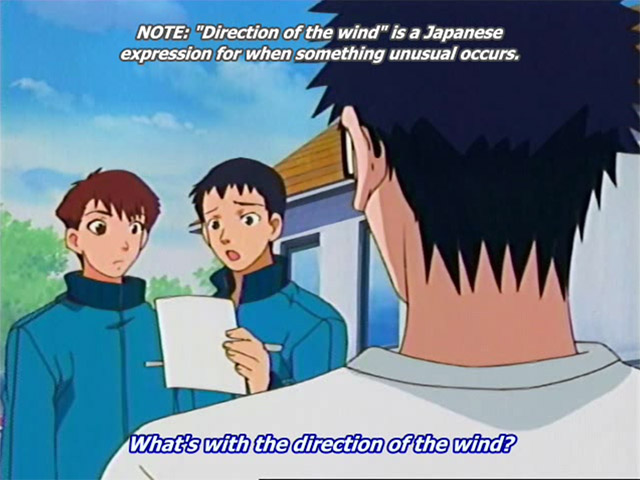 NOTE: "Direction of the wind" is a Japanese
expression for when something unusual occurs.
What's with the direction of the wind?